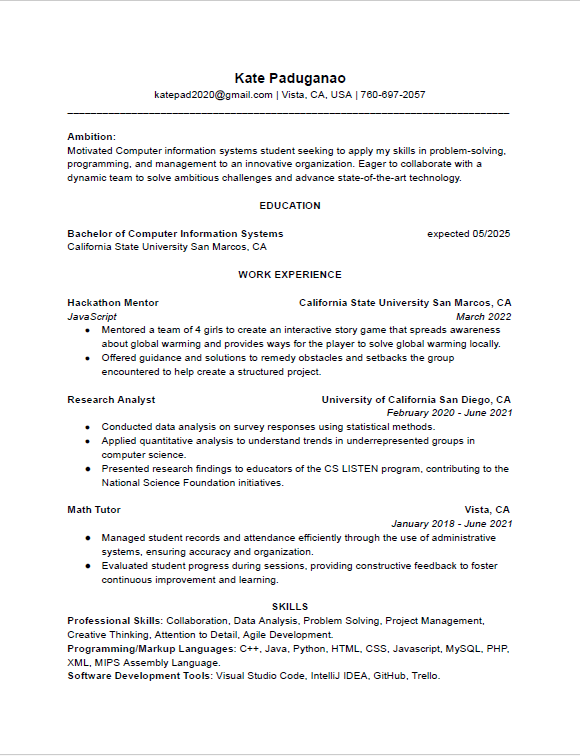 Kate Paduganao
katepad2020@gmail.com | Vista, CA, USA | 760-697-2057
Ambition:
Motivated Computer information systems student seeking to apply my skills in problem-solving,
programming, and management to an innovative organization. Eager to collaborate with a
dynamic team to solve ambitious challenges and advance state-of-the-art technology.
EDUCATION
Bachelor of Computer Information Systems expected 05/2025
California State University San Marcos, CA
WORK EXPERIENCE
Hackathon Mentor California State University San Marcos, CA
JavaScript March 2022
● Mentored a team of 4 girls to create an interactive story game that spreads awareness
about global warming and provides ways for the player to solve global warming locally.
● Offered guidance and solutions to remedy obstacles and setbacks the group
encountered to help create a structured project.
Research Analyst University of California San Diego, CA
February 2020 - June 2021
● Conducted data analysis on survey responses using statistical methods.
● Applied quantitative analysis to understand trends in underrepresented groups in
computer science.
● Presented research findings to educators of the CS LISTEN program, contributing to the
National Science Foundation initiatives.
Math Tutor Vista, CA
January 2018 - June 2021
● Managed student records and attendance efficiently through the use of administrative
systems, ensuring accuracy and organization.
● Evaluated student progress during sessions, providing constructive feedback to foster
continuous improvement and learning.
SKILLS
Professional Skills: Collaboration, Data Analysis, Problem Solving, Project Management,
Creative Thinking, Attention to Detail, Agile Development.
Programming/Markup Languages: C++, Java, Python, HTML, CSS, Javascript, MySQL, PHP,
XML, MIPS Assembly Language.
Software Development Tools: Visual Studio Code, IntelliJ IDEA, GitHub, Trello.